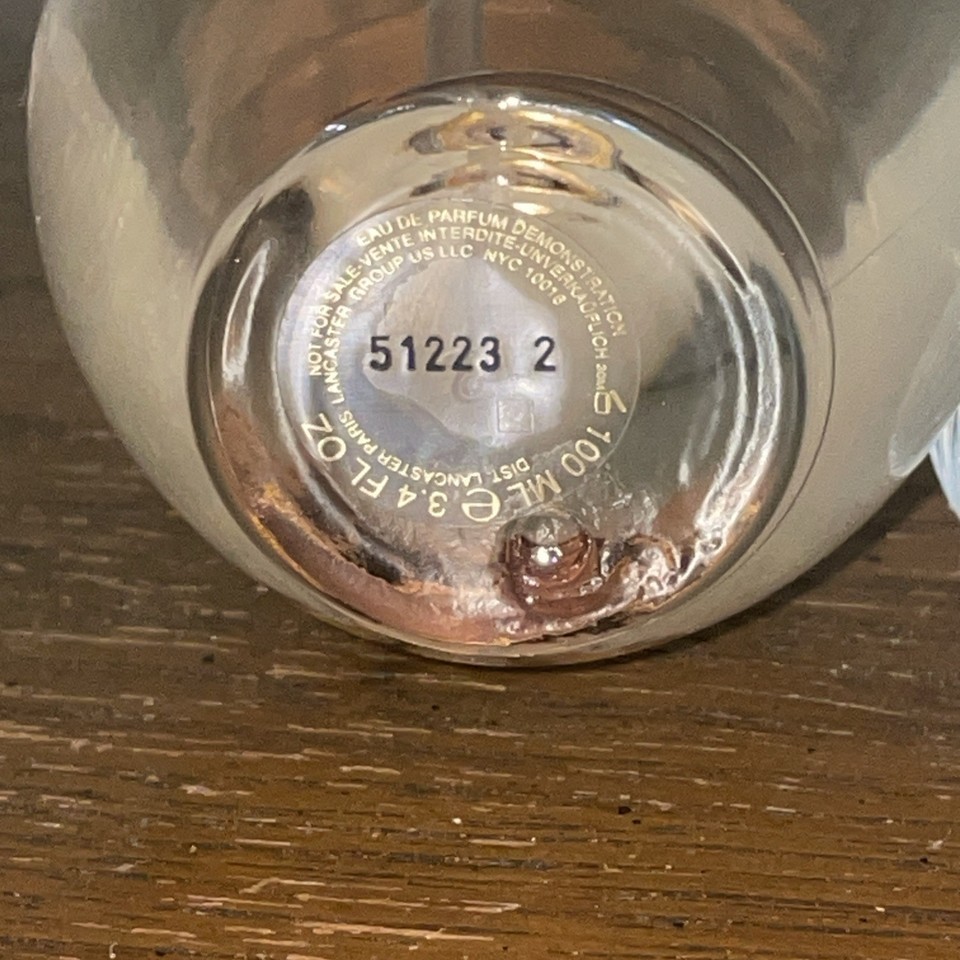 EAU DE PARFUM DEMONSTRATION
NOT FOR SALE-VENTE INTERDITE-UNVERKÄUFLICH
LANCASTER GROUP US LLC NYC 10016
DIST. LANCASTER PARIS
51223 2
100 ML e 3.4 FL OZ